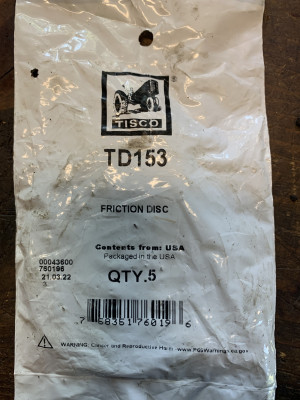 TISCO
TD153
FRICTION DISC
Contents from: USA
Packaged in the USA
00043600
760196
21.03.22
QTY.5
7 68361 76019 6
WARNING: Cancer and Reproductive Harm www.P65Warnings.ca.gov